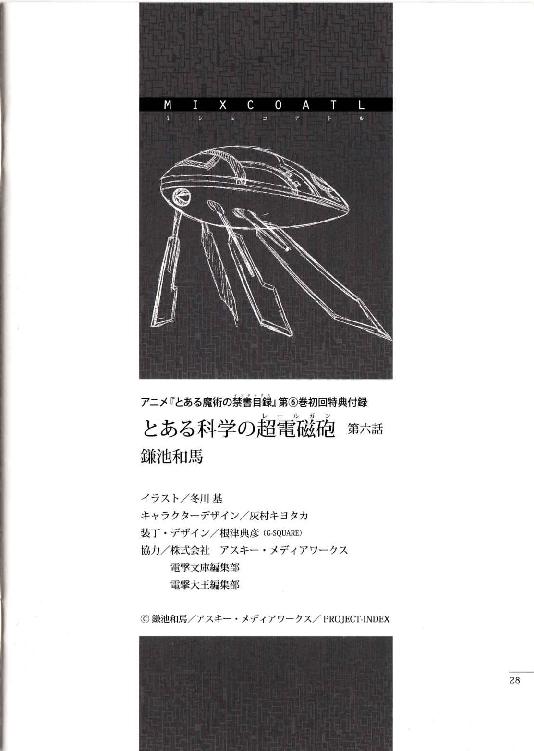 MIXCOATL
ミシュコアトル
アニメ『とある魔術の禁書目録』第⑥巻初回特典付録
レールガン
とある科学の超電磁砲 第六話
鎌池和馬
イラスト／冬川 基
キャラクターデザイン／灰村キヨタカ
装丁・デザイン／根津典彦（G-SQUARE）
協力／株式会社 アスキー・メディアワークス
電撃文庫編集部
電撃大王編集部
© 鎌池和馬／アスキー・メディアワークス／PROJECT-INDEX
28